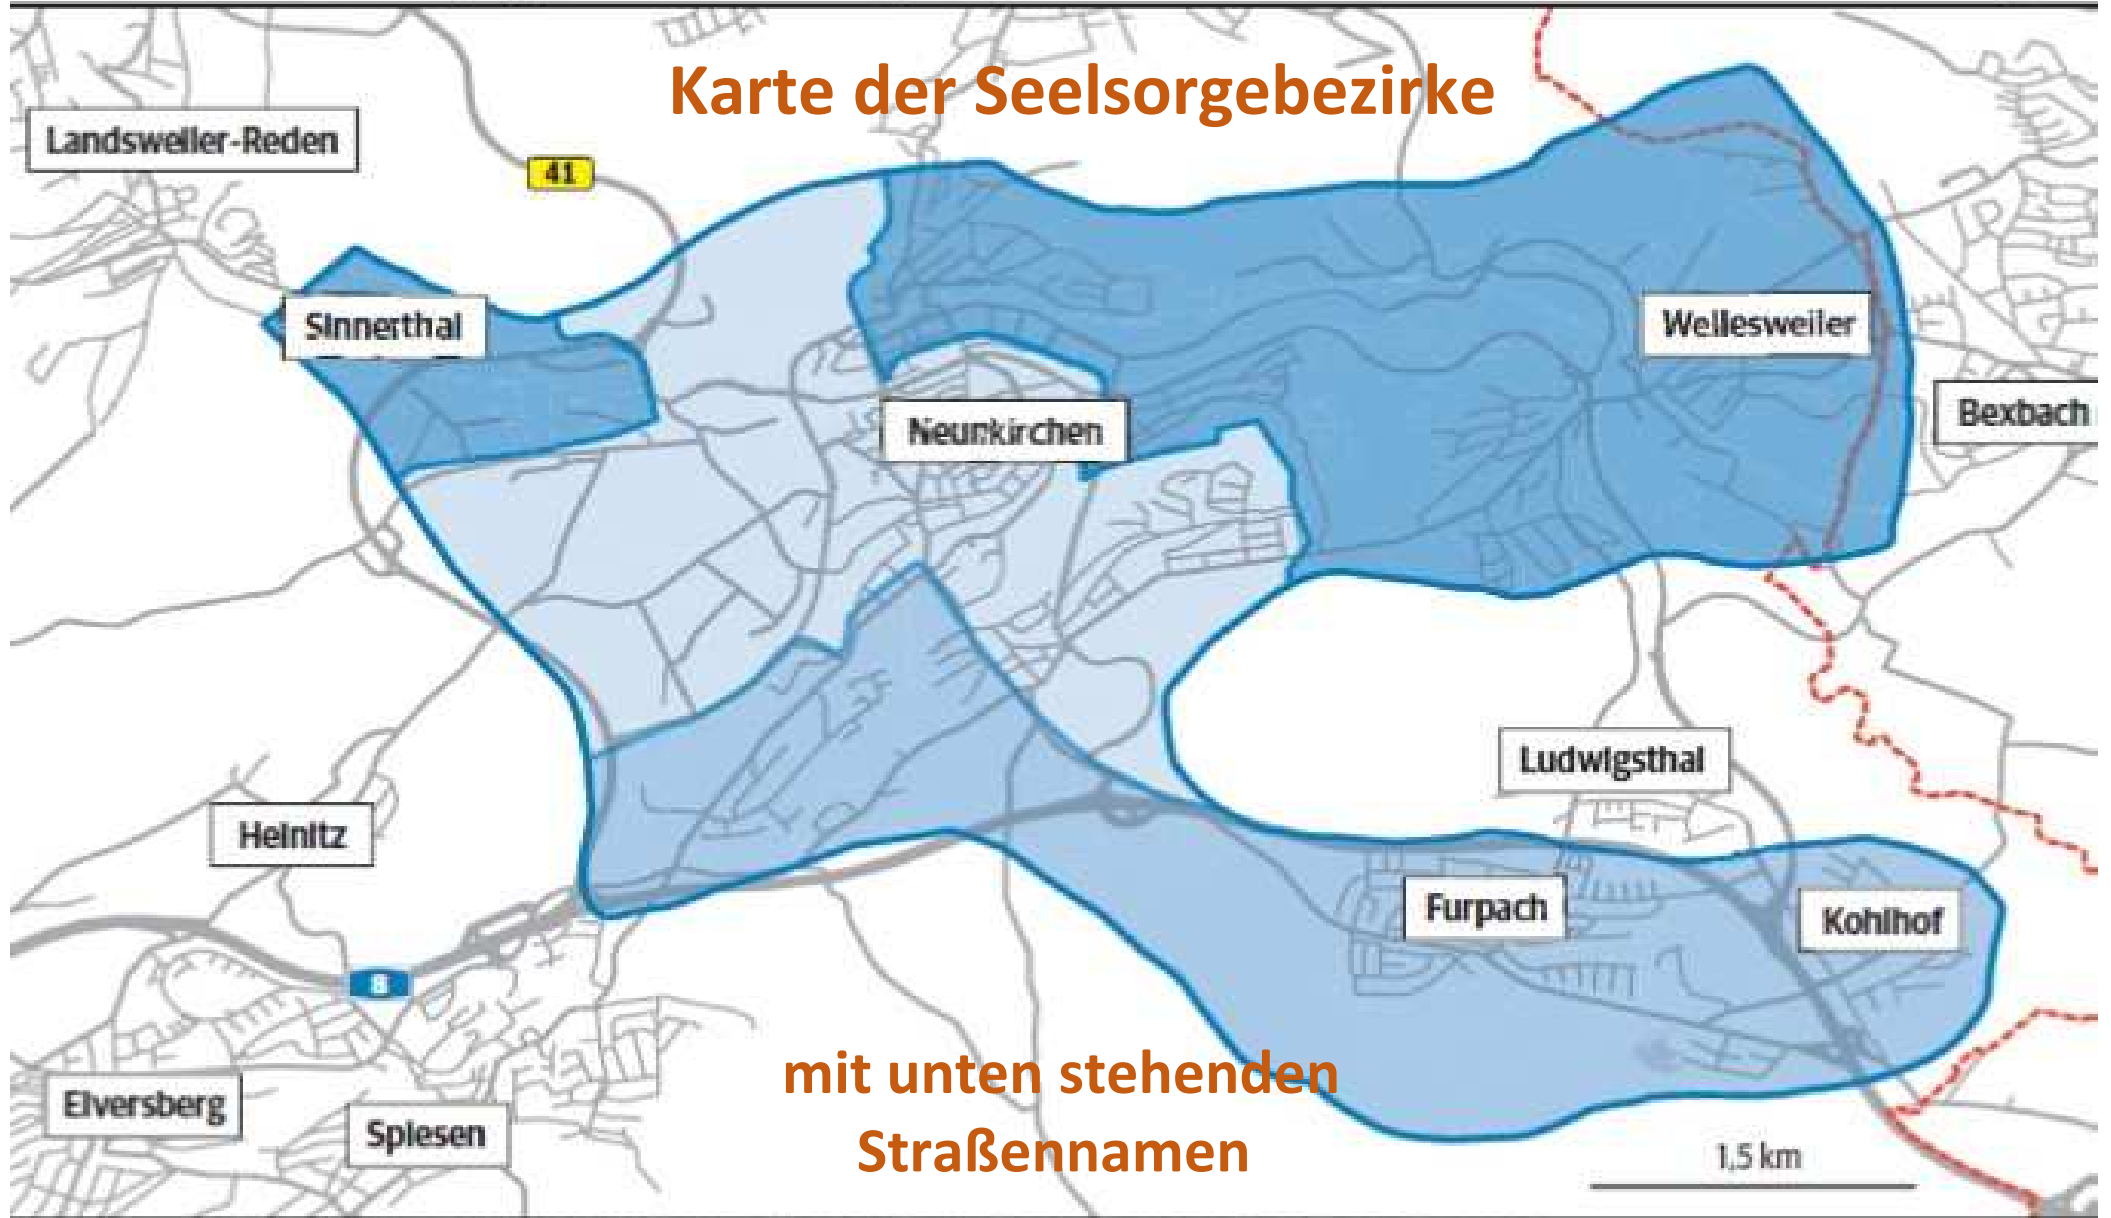 Karte der Seelsorgebezirke
Landsweiler-Reden
41
Sinnerthal
Wellesweiler
Neunkirchen
Bexbach
Ludwigsthal
Heinitz
Furpach
Kohlhof
8
mit unten stehenden
Straßennamen
Elversberg
Spiesen
1,5 km